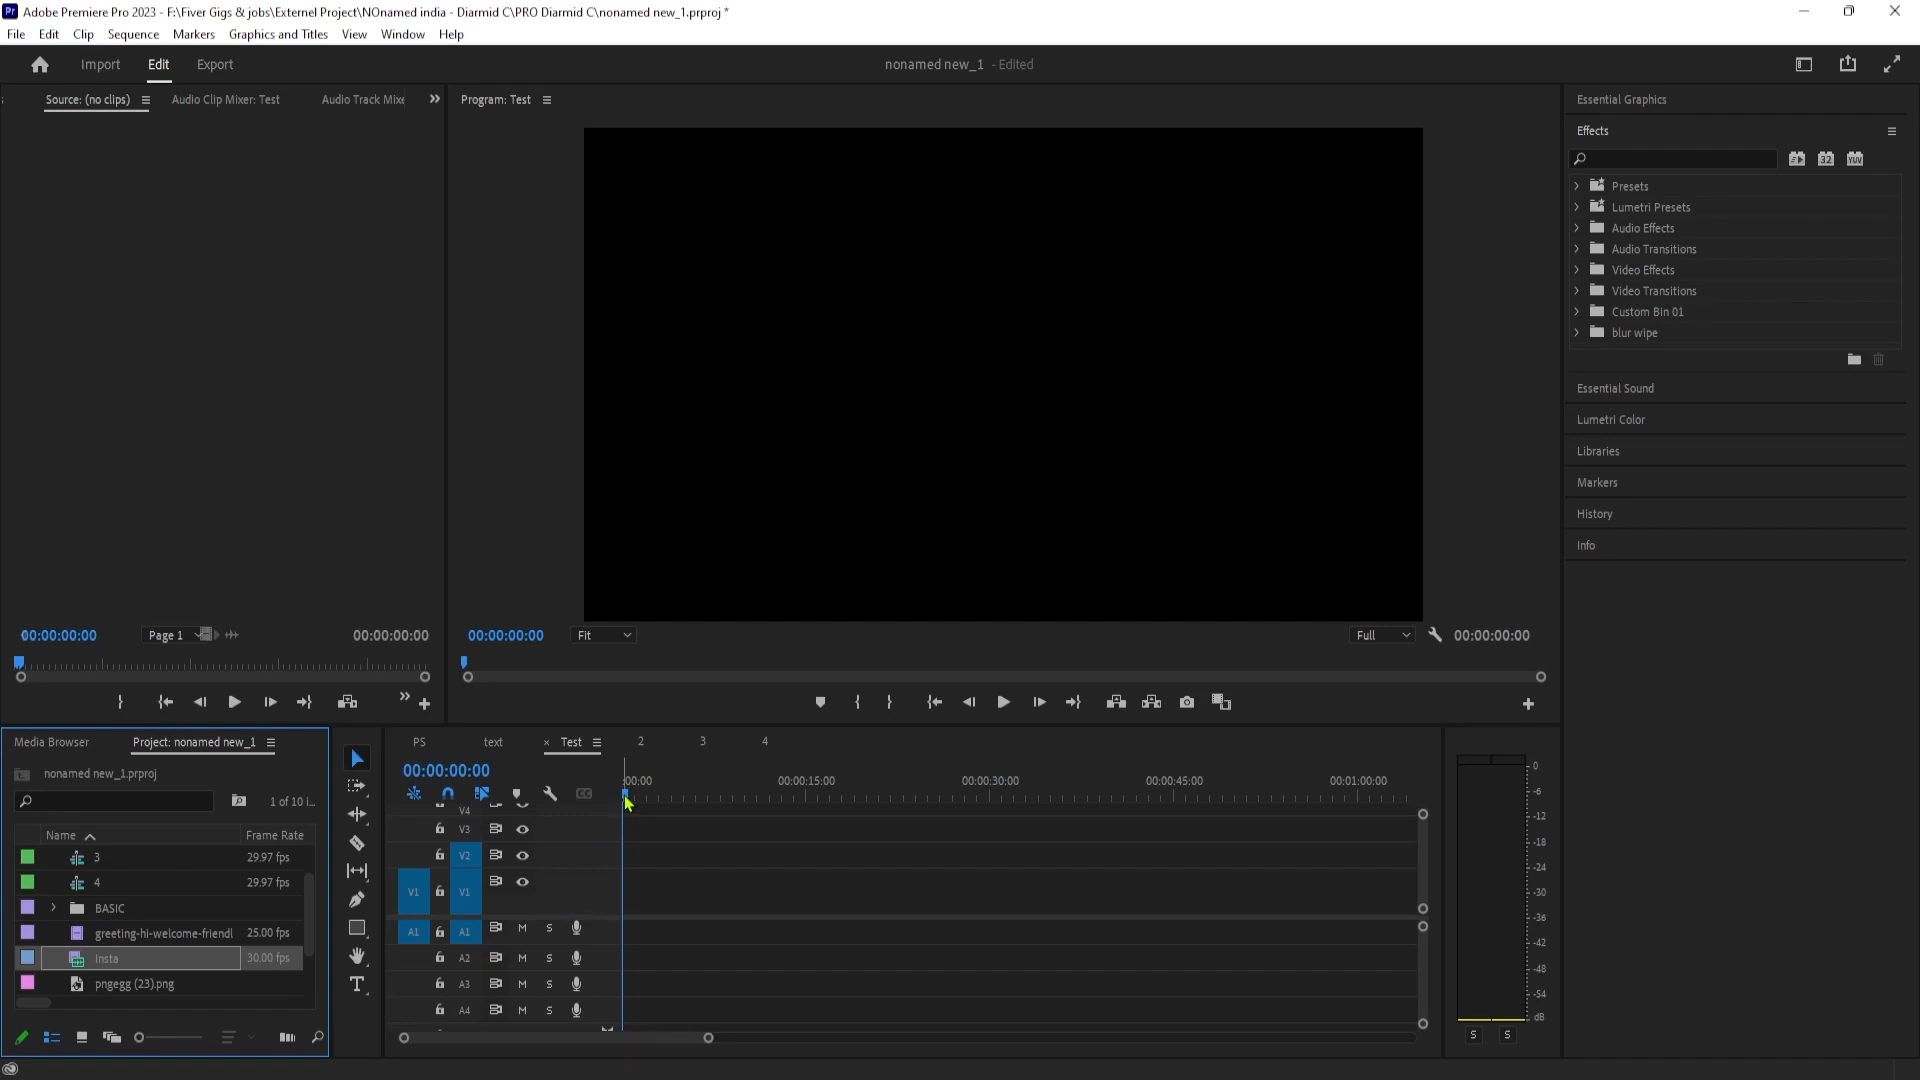 Adobe Premiere Pro 2023 - F:\Fiver Gigs & jobs\Externel Project\NOnamed india - Diarmid C\PRO Diarmid C\nonamed new_1.prproj *
File Edit Clip Sequence Markers Graphics and Titles View Window Help
Import Edit Export
nonamed new_1 - Edited
Source: (no clips) Audio Clip Mixer: Test Audio Track Mixe
Program: Test
Essential Graphics
Effects
32 YUV
Presets
Lumetri Presets
Audio Effects
Audio Transitions
Video Effects
Video Transitions
Custom Bin 01
blur wipe
Essential Sound
Lumetri Color
Libraries
Markers
History
Info
00:00:00:00 Page 1 00:00:00:00
00:00:00:00 Fit Full 00:00:00:00
Media Browser Project: nonamed new_1
nonamed new_1.prproj
1 of 10 i...
Name Frame Rate
3 29.97 fps
4 29.97 fps
BASIC
greeting-hi-welcome-friendl 25.00 fps
Insta 30.00 fps
pngegg (23).png
T
PS text × Test 2 3 4
00:00:00:00
:00:00 00:00:15:00 00:00:30:00 00:00:45:00 00:01:00:00
V4
V3
V2
V1 V1
A1 A1 M S
A2 M S
A3 M S
A4 M S
0
-6
-12
-18
-24
-30
-36
-42
-48
-54
dB
S S